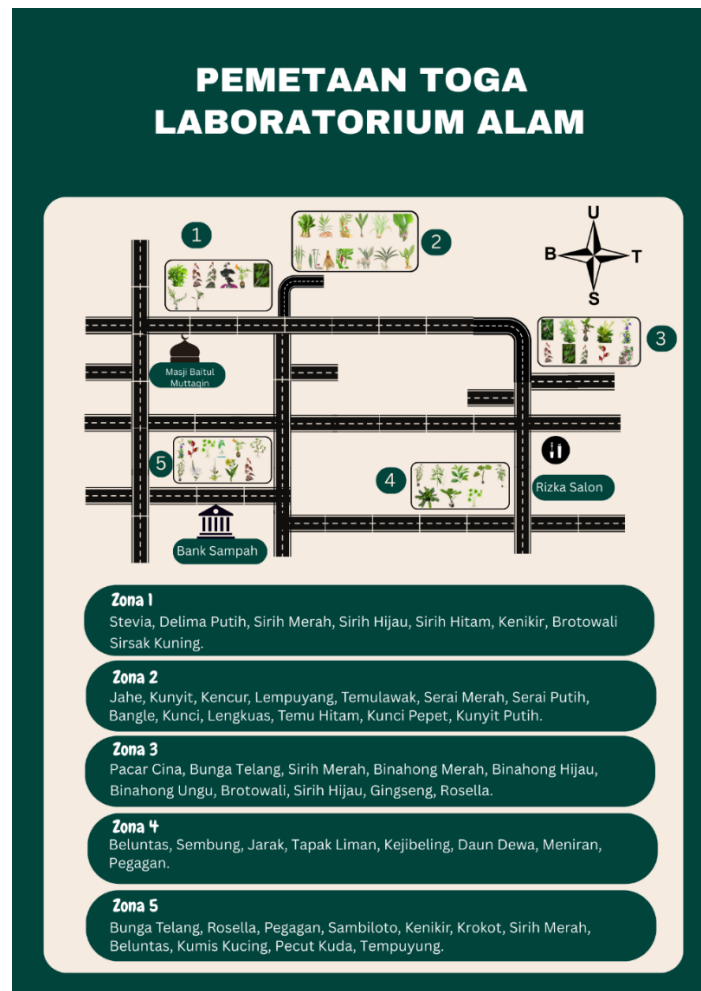 PEMETAAN TOGA
LABORATORIUM ALAM
1
2
U
B
T
S
3
Masji Baitul
Muttaqin
5
4
Rizka Salon
Bank Sampah
Zona 1
Stevia, Delima Putih, Sirih Merah, Sirih Hijau, Sirih Hitam, Kenikir, Brotowali
Sirsak Kuning.
Zona 2
Jahe, Kunyit, Kencur, Lempuyang, Temulawak, Serai Merah, Serai Putih,
Bangle, Kunci, Lengkuas, Temu Hitam, Kunci Pepet, Kunyit Putih.
Zona 3
Pacar Cina, Bunga Telang, Sirih Merah, Binahong Merah, Binahong Hijau,
Binahong Ungu, Brotowali, Sirih Hijau, Gingseng, Rosella.
Zona 4
Beluntas, Sembung, Jarak, Tapak Liman, Kejibeling, Daun Dewa, Meniran,
Pegagan.
Zona 5
Bunga Telang, Rosella, Pegagan, Sambiloto, Kenikir, Krokot, Sirih Merah,
Beluntas, Kumis Kucing, Pecut Kuda, Tempuyung.